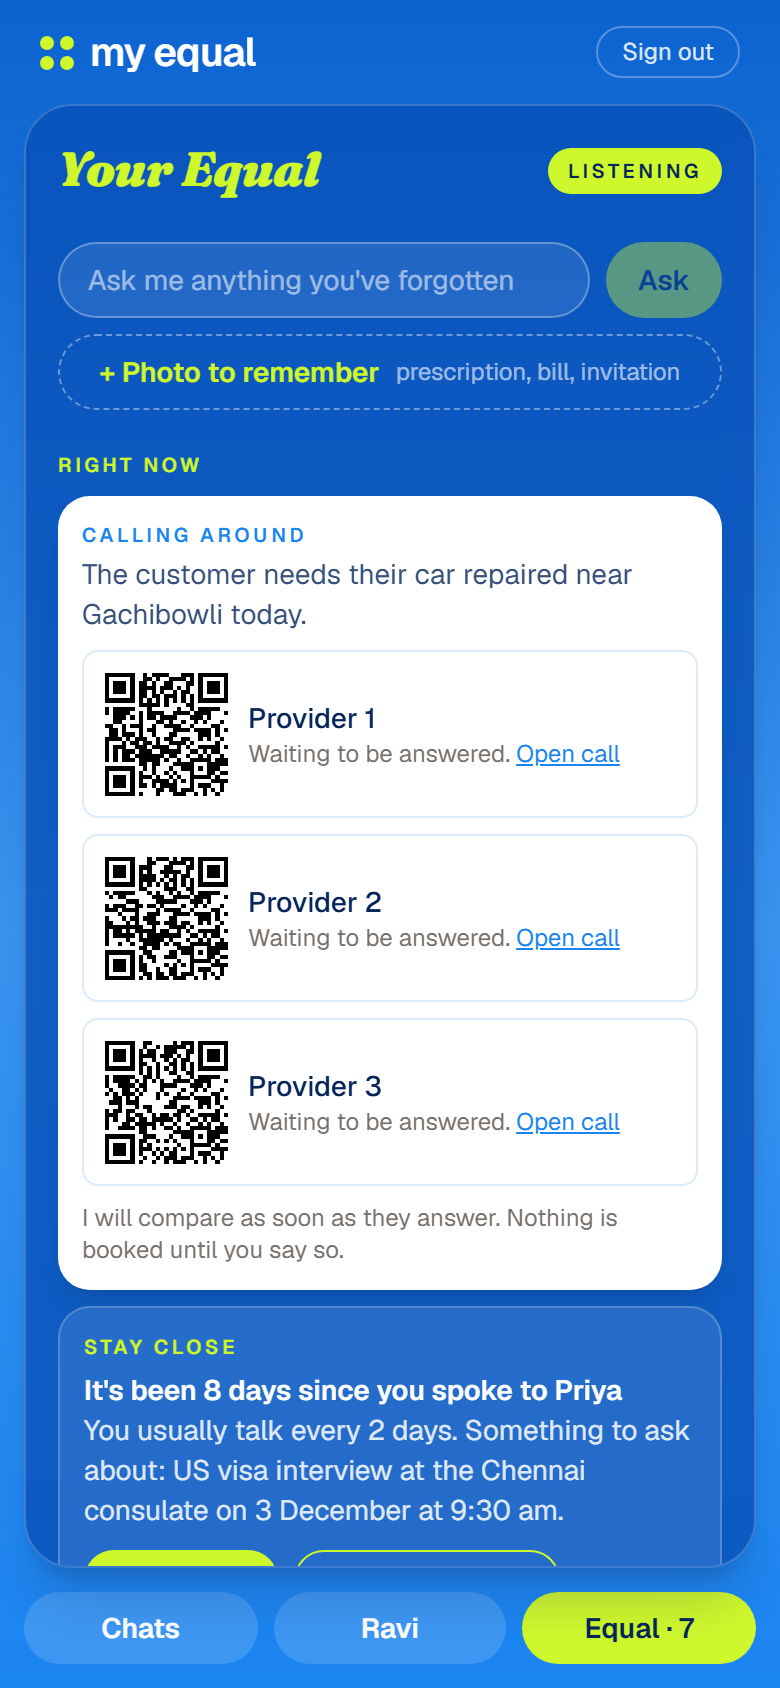 my equal
Sign out
Your Equal
LISTENING
Ask me anything you've forgotten
Ask
+ Photo to remember prescription, bill, invitation
RIGHT NOW
CALLING AROUND
The customer needs their car repaired near
Gachibowli today.
Provider 1
Waiting to be answered. Open call
Provider 2
Waiting to be answered. Open call
Provider 3
Waiting to be answered. Open call
I will compare as soon as they answer. Nothing is
booked until you say so.
STAY CLOSE
It's been 8 days since you spoke to Priya
You usually talk every 2 days. Something to ask
about: US visa interview at the Chennai
consulate on 3 December at 9:30 am.
Chats
Ravi
Equal · 7